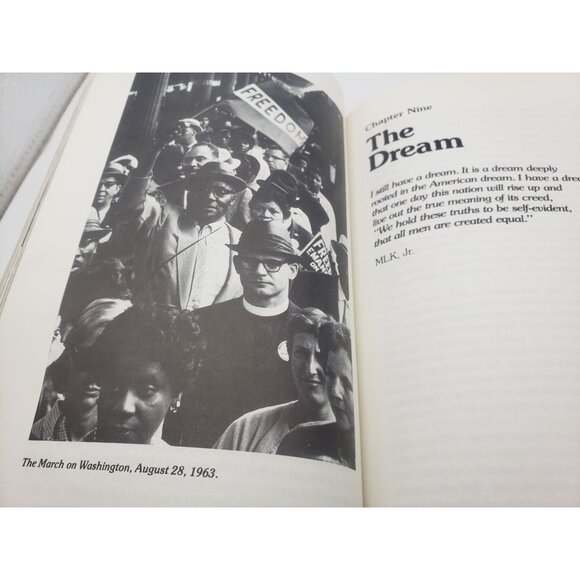 FREEDOM
The March on Washington, August 28, 1963.
Chapter Nine
The
Dream
I still have a dream. It is a dream deeply
rooted in the American dream. I have a
that one day this nation will rise up and
live out the true meaning of its creed,
"We hold these truths to be self-evident,
that all men are created equal."
MLK, Jr.